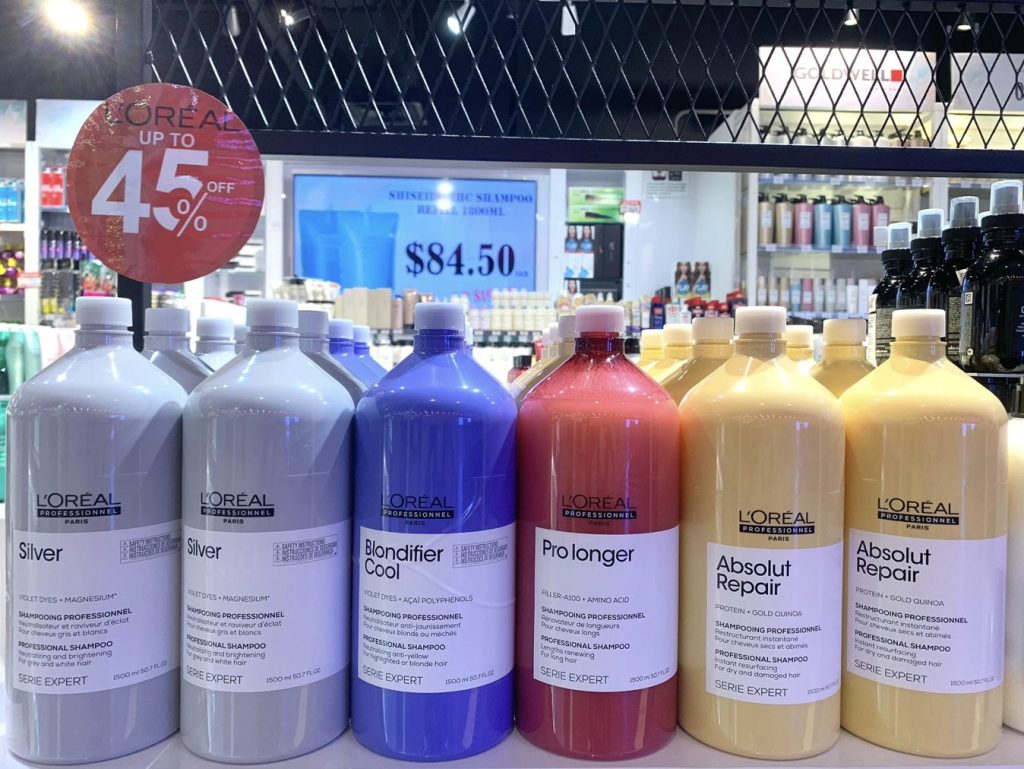 L'ORÉAL
UP TO
45%
OFF
GOLDWELL
SHAMPOO
REFILL 1800ML
$84.50
L'ORÉAL
PROFESSIONNEL
PARIS
Silver
SAFETY INSTRUCTIONS
VIOLET DYES + MAGNESIUM*
SHAMPOOING PROFESSIONNEL
Neutralisateur et raviveur d'éclat
Pour cheveux gris et blancs
PROFESSIONAL SHAMPOO
Neutralizing and brightening
For grey and white hair
SERIE EXPERT
1500 ml 50.7 FL.OZ
L'ORÉAL
PROFESSIONNEL
PARIS
Silver
SAFETY INSTRUCTIONS
VIOLET DYES + MAGNESIUM*
SHAMPOOING PROFESSIONNEL
Neutralisateur et raviveur d'éclat
Pour cheveux gris et blancs
PROFESSIONAL SHAMPOO
Neutralizing and brightening
For grey and white hair
SERIE EXPERT
1500 ml 50.7 FL.OZ
L'ORÉAL
PROFESSIONNEL
PARIS
Blondifier
Cool
SAFETY INSTRUCTIONS
VIOLET DYES + AÇAÍ POLYPHENOLS
SHAMPOOING PROFESSIONNEL
Neutralisateur anti-jaunissement
Pour cheveux blonds ou méchés
PROFESSIONAL SHAMPOO
Neutralizing anti-yellow
For highlighted or blonde hair
SERIE EXPERT
1500 ml 50.7 FL.OZ
L'ORÉAL
PROFESSIONNEL
PARIS
Pro longer
FILLER-A100 + AMINO ACID
SHAMPOOING PROFESSIONNEL
Rénovateur de longueurs
Pour cheveux longs
PROFESSIONAL SHAMPOO
Lengths renewing
For long hair
SERIE EXPERT
1500 ml 50.7 FL.OZ
L'ORÉAL
PROFESSIONNEL
PARIS
Absolut
Repair
PROTEIN + GOLD QUINOA
SHAMPOOING PROFESSIONNEL
Restructurant instantané
Pour cheveux secs et abîmés
PROFESSIONAL SHAMPOO
Instant resurfacing
For dry and damaged hair
SERIE EXPERT
1500 ml 50.7 FL.OZ
L'ORÉAL
PROFESSIONNEL
PARIS
Absolut
Repair
PROTEIN + GOLD QUINOA
SHAMPOOING PROFESSIONNEL
Restructurant instantané
Pour cheveux secs et abîmés
PROFESSIONAL SHAMPOO
Instant resurfacing
For dry and damaged hair
SERIE EXPERT
1500 ml 50.7 FL.OZ